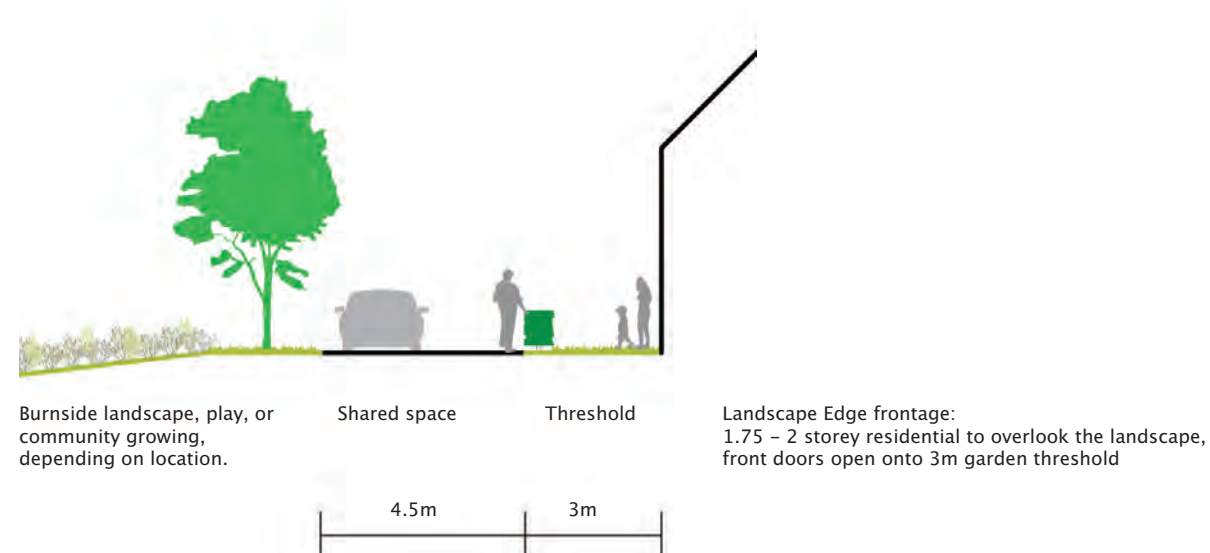 Burnside landscape, play, or
community growing,
depending on location.
Shared space
Threshold
Landscape Edge frontage:
1.75 – 2 storey residential to overlook the landscape,
front doors open onto 3m garden threshold
4.5m
3m